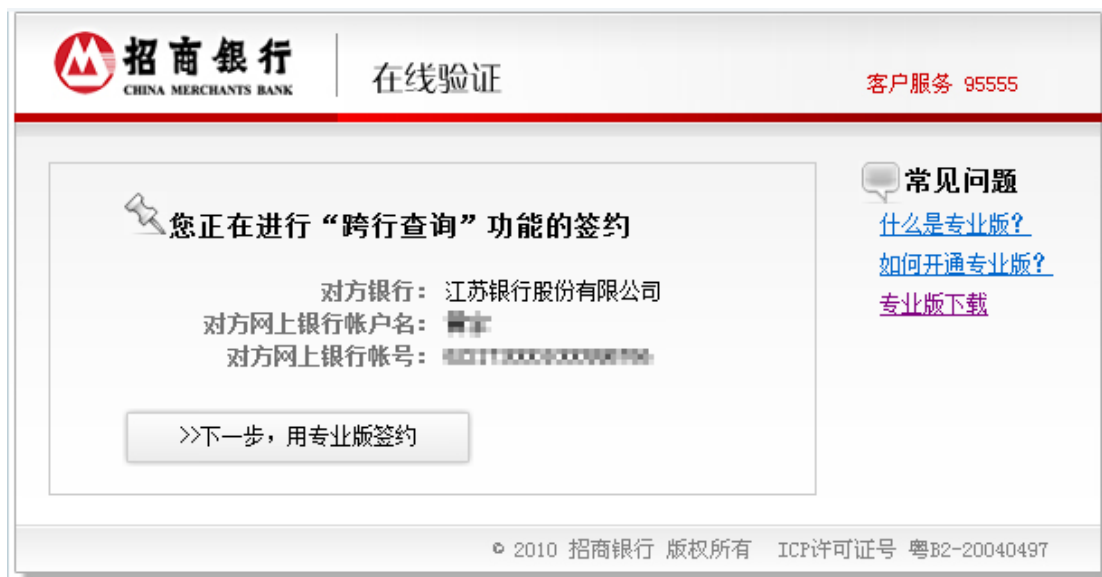 招商银行
CHINA MERCHANTS BANK
在线验证
客户服务 95555
您正在进行“跨行查询”功能的签约
对方银行：江苏银行股份有限公司
对方网上银行帐户名：
对方网上银行帐号：
>>下一步，用专业版签约
常见问题
什么是专业版？
如何开通专业版？
专业版下载
© 2010 招商银行 版权所有 ICP许可证号 粤B2-20040497